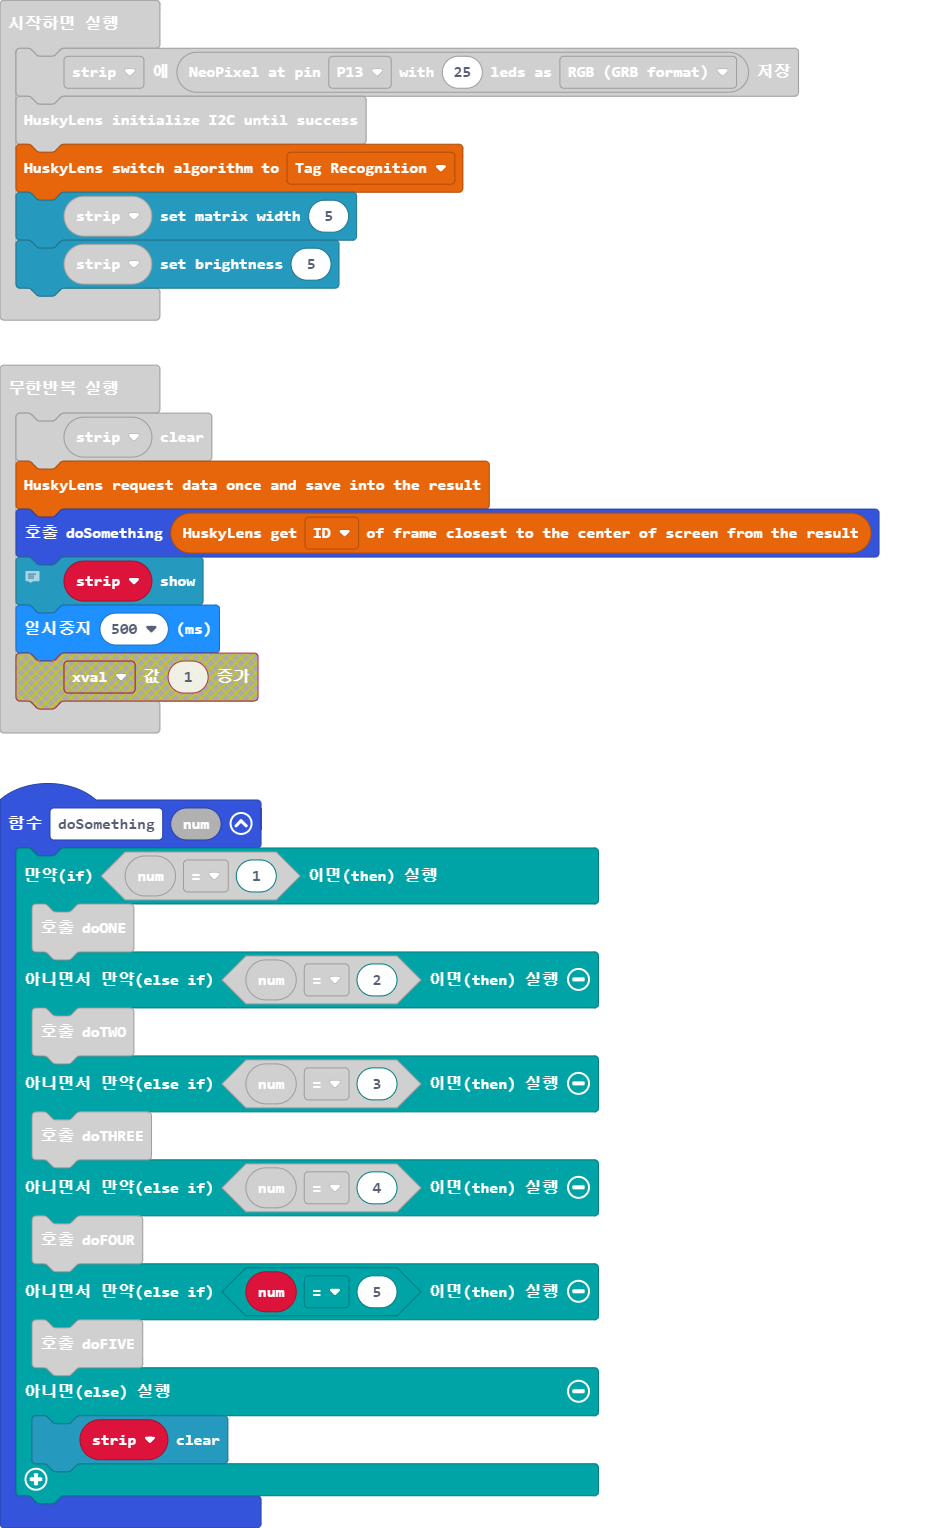 시작하면 실행
strip 에 NeoPixel at pin P13 with 25 leds as RGB (GRB format) 저장
HuskyLens initialize I2C until success
HuskyLens switch algorithm to Tag Recognition
strip set matrix width 5
strip set brightness 5
무한반복 실행
strip clear
HuskyLens request data once and save into the result
호출 doSomething HuskyLens get ID of frame closest to the center of screen from the result
strip show
일시중지 500 (ms)
xval 값 1 증가
함수 doSomething num
만약(if) num = 1 이면(then) 실행
호출 doONE
아니면서 만약(else if) num = 2 이면(then) 실행
호출 doTWO
아니면서 만약(else if) num = 3 이면(then) 실행
호출 doTHREE
아니면서 만약(else if) num = 4 이면(then) 실행
호출 doFOUR
아니면서 만약(else if) num = 5 이면(then) 실행
호출 doFIVE
아니면(else) 실행
strip clear